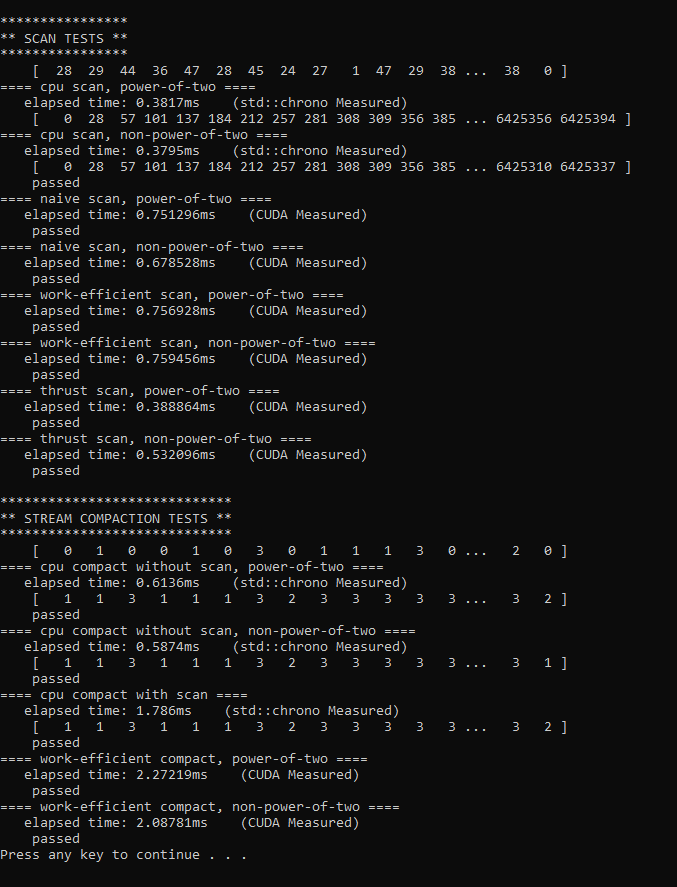 ****************
** SCAN TESTS **
****************
    [  28  29  44  36  47  28  45  24  27   1  47  29  38 ...  38   0 ]
==== cpu scan, power-of-two ====
   elapsed time: 0.3817ms    (std::chrono Measured)
    [   0  28  57 101 137 184 212 257 281 308 309 356 385 ... 6425356 6425394 ]
==== cpu scan, non-power-of-two ====
   elapsed time: 0.3795ms    (std::chrono Measured)
    [   0  28  57 101 137 184 212 257 281 308 309 356 385 ... 6425310 6425337 ]
    passed
==== naive scan, power-of-two ====
   elapsed time: 0.751296ms    (CUDA Measured)
    passed
==== naive scan, non-power-of-two ====
   elapsed time: 0.678528ms    (CUDA Measured)
    passed
==== work-efficient scan, power-of-two ====
   elapsed time: 0.756928ms    (CUDA Measured)
    passed
==== work-efficient scan, non-power-of-two ====
   elapsed time: 0.759456ms    (CUDA Measured)
    passed
==== thrust scan, power-of-two ====
   elapsed time: 0.388864ms    (CUDA Measured)
    passed
==== thrust scan, non-power-of-two ====
   elapsed time: 0.532096ms    (CUDA Measured)
    passed

*****************************
** STREAM COMPACTION TESTS **
*****************************
    [   0   1   0   0   1   0   3   0   1   1   1   3   0 ...   2   0 ]
==== cpu compact without scan, power-of-two ====
   elapsed time: 0.6136ms    (std::chrono Measured)
    [   1   1   3   1   1   1   3   2   3   3   3   3   3 ...   3   2 ]
    passed
==== cpu compact without scan, non-power-of-two ====
   elapsed time: 0.5874ms    (std::chrono Measured)
    [   1   1   3   1   1   1   3   2   3   3   3   3   3 ...   3   1 ]
    passed
==== cpu compact with scan ====
   elapsed time: 1.786ms    (std::chrono Measured)
    [   1   1   3   1   1   1   3   2   3   3   3   3   3 ...   3   2 ]
    passed
==== work-efficient compact, power-of-two ====
   elapsed time: 2.27219ms    (CUDA Measured)
    passed
==== work-efficient compact, non-power-of-two ====
   elapsed time: 2.08781ms    (CUDA Measured)
    passed
Press any key to continue . . .